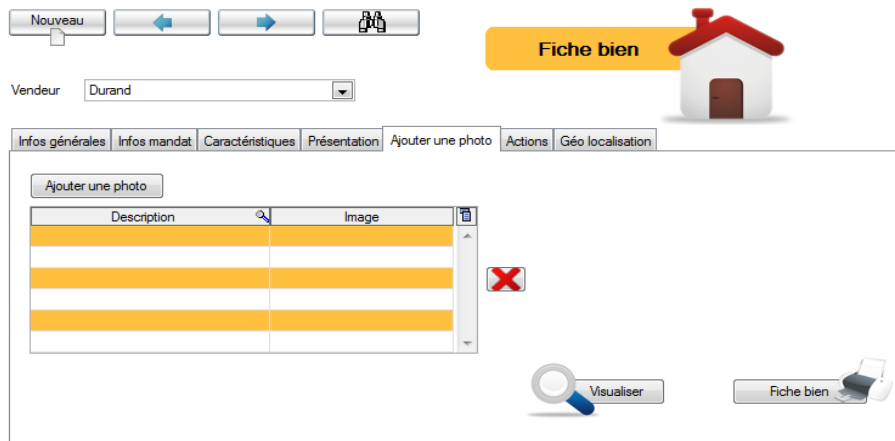 Nouveau
Fiche bien
Vendeur Durand
Infos générales Infos mandat Caractéristiques Présentation Ajouter une photo Actions Géo localisation
Ajouter une photo
Description Image
Visualiser Fiche bien